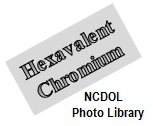 Hexavalent
Chromium
NCDOL
Photo Library